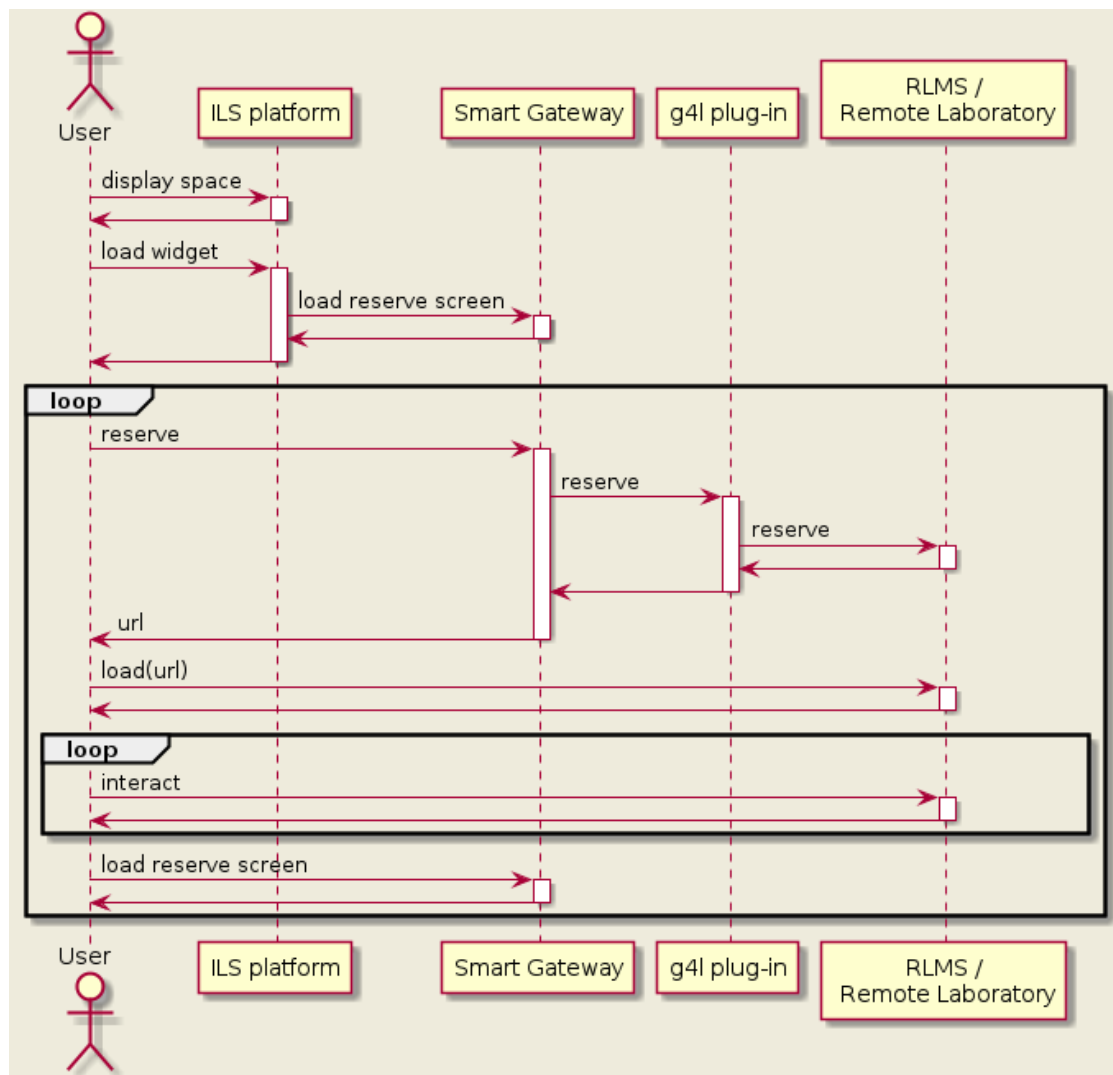 User
ILS platform
Smart Gateway
g4l plug-in
RLMS /
Remote Laboratory
display space
load widget
load reserve screen
loop
reserve
reserve
reserve
url
load(url)
loop
interact
load reserve screen
User
ILS platform
Smart Gateway
g4l plug-in
RLMS /
Remote Laboratory